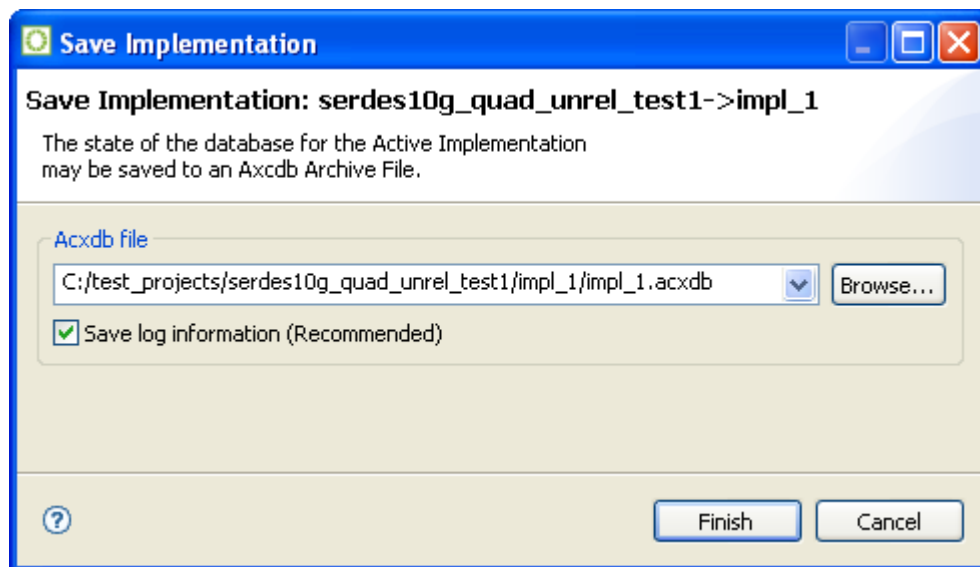 Save Implementation
Save Implementation: serdes10g_quad_unrel_test1->impl_1
The state of the database for the Active Implementation
may be saved to an Axcdb Archive File.
Acxdb file
C:/test_projects/serdes10g_quad_unrel_test1/impl_1/impl_1.acxdb
Browse...
Save log information (Recommended)
?
Finish
Cancel